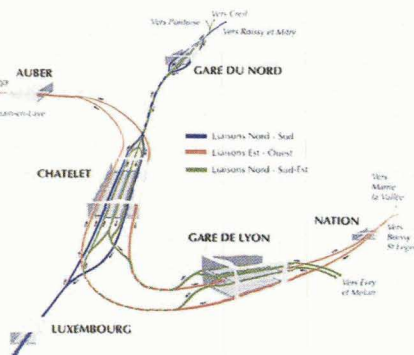 Vers Creil
Vers Pontoise
Vers Roissy et Mitry
AUBER
GARE DU NORD
Liaisons Nord - Sud
Liaisons Est - Ouest
Liaisons Nord - Sud-Est
CHATELET
Vers
Marne
la Vallée
NATION
Vers
Boissy
St Leger
GARE DE LYON
Vers Evry
et Melun
LUXEMBOURG